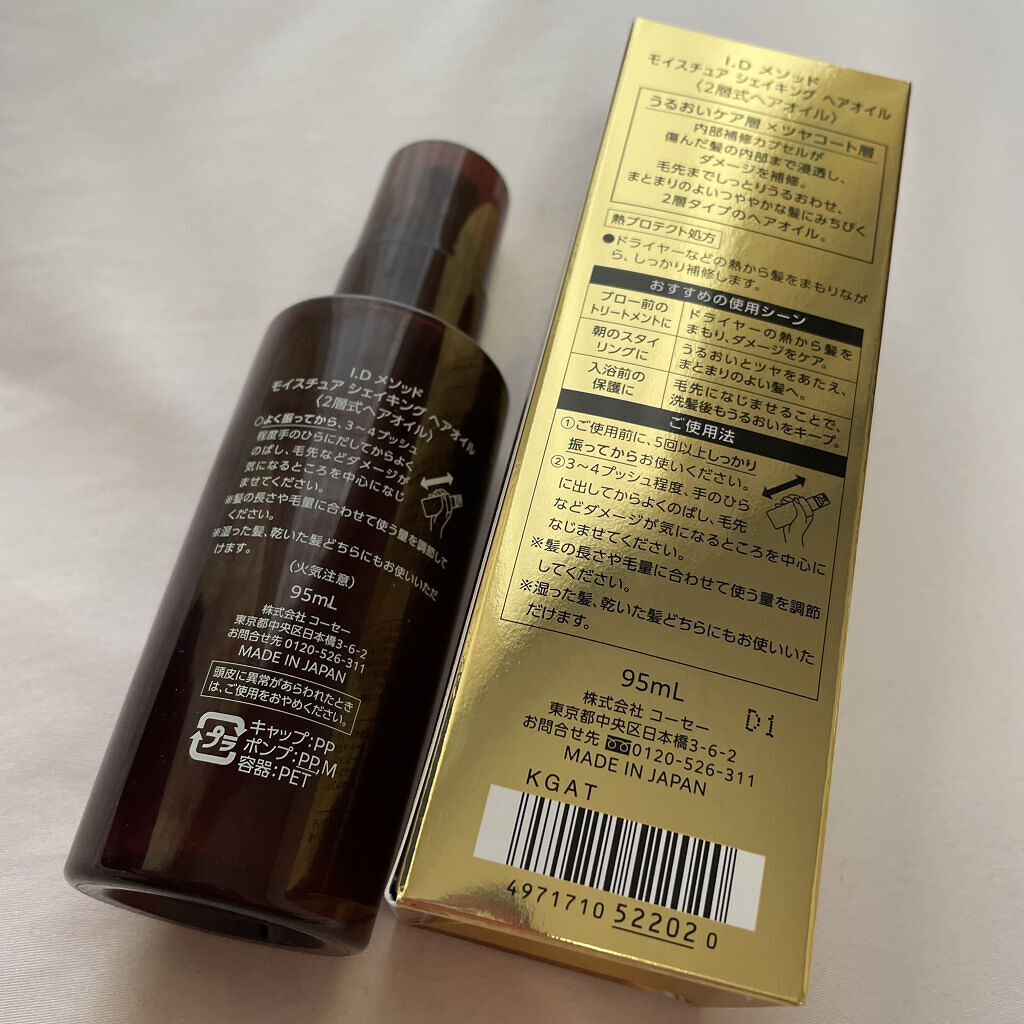 I.D メソッド
モイスチュア シェイキング ヘアオイル
〈2層式ヘアオイル〉
○よく振ってから、3～4プッシュ
程度手のひらにだしてからよく
のばし、毛先などダメージが
気になるところを中心になじ
ませてください。
※髪の長さや毛量に合わせて使う量を調節して
ください。
※湿った髪、乾いた髪どちらにもお使いいただ
けます。
(火気注意)
95mL
株式会社 コーセー
東京都中央区日本橋3-6-2
お問合せ先 0120-526-311
MADE IN JAPAN
頭皮に異常があらわれたとき
は、ご使用をおやめください。
プラ
キャップ:PP
ポンプ:PP,M
容器:PET
I.D メソッド
モイスチュア シェイキング ヘアオイル
〈2層式ヘアオイル〉
うるおいケア層×ツヤコート層
内部補修カプセルが
傷んだ髪の内部まで浸透し、
ダメージを補修。
毛先までしっとりうるおわせ、
まとまりのよいつややかな髪にみちびく
2層タイプのヘアオイル。
熱プロテクト処方
●ドライヤーなどの熱から髪をまもりなが
ら、しっかり補修します。
おすすめの使用シーン
ブロー前の
トリートメントに
ドライヤーの熱から髪を
まもり、ダメージをケア。
朝のスタイ
リングに
うるおいとツヤをあたえ、
まとまりのよい髪へ。
入浴前の
保護に
毛先になじませることで、
洗髪後もうるおいをキープ。
ご使用法
①ご使用前に、5回以上しっかり
振ってからお使いください。
②3～4プッシュ程度、手のひら
に出してからよくのばし、毛先
などダメージが気になるところを中心に
なじませてください。
※髪の長さや毛量に合わせて使う量を調節
してください。
※湿った髪、乾いた髪どちらにもお使いいた
だけます。
95mL
D1
株式会社 コーセー
東京都中央区日本橋3-6-2
お問合せ先 0120-526-311
MADE IN JAPAN
KGAT
4971710 522020